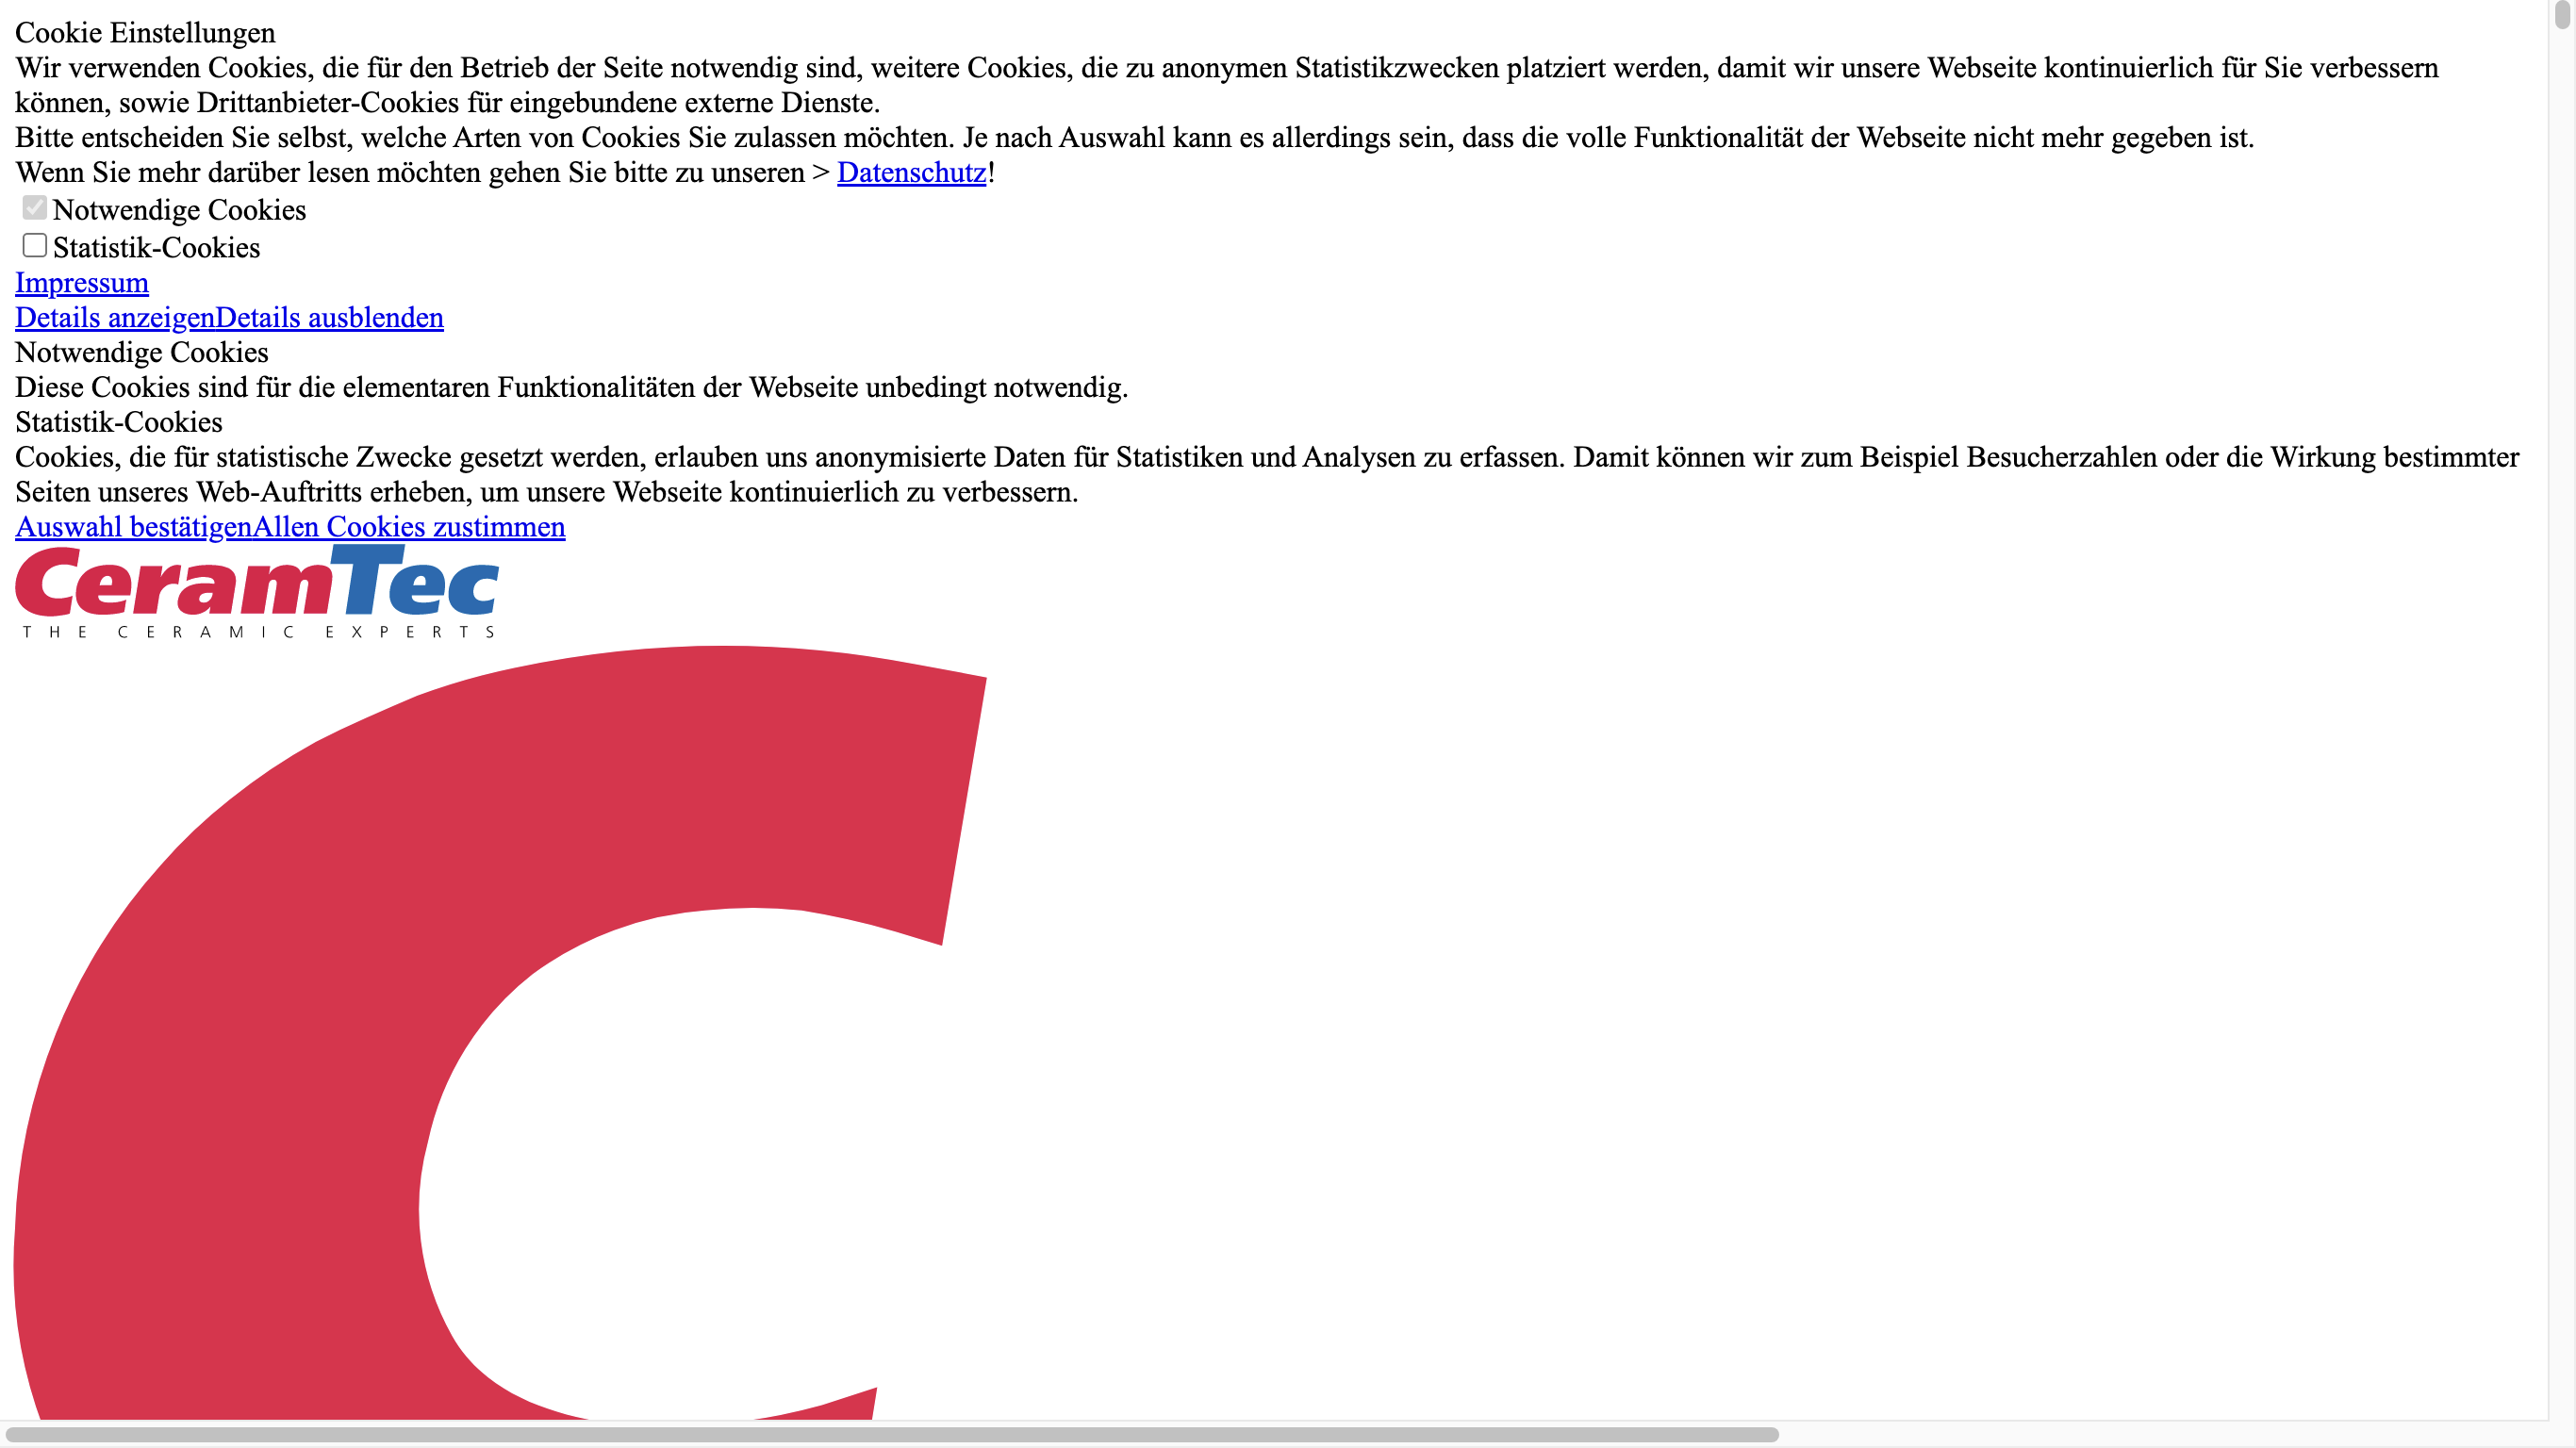 Cookie Einstellungen
Wir verwenden Cookies, die für den Betrieb der Seite notwendig sind, weitere Cookies, die zu anonymen Statistikzwecken platziert werden, damit wir unsere Webseite kontinuierlich für Sie verbessern
können, sowie Drittanbieter-Cookies für eingebundene externe Dienste.
Bitte entscheiden Sie selbst, welche Arten von Cookies Sie zulassen möchten. Je nach Auswahl kann es allerdings sein, dass die volle Funktionalität der Webseite nicht mehr gegeben ist.
Wenn Sie mehr darüber lesen möchten gehen Sie bitte zu unseren > Datenschutz!
Notwendige Cookies
Statistik-Cookies
Impressum
Details anzeigenDetails ausblenden
Notwendige Cookies
Diese Cookies sind für die elementaren Funktionalitäten der Webseite unbedingt notwendig.
Statistik-Cookies
Cookies, die für statistische Zwecke gesetzt werden, erlauben uns anonymisierte Daten für Statistiken und Analysen zu erfassen. Damit können wir zum Beispiel Besucherzahlen oder die Wirkung bestimmter
Seiten unseres Web-Auftritts erheben, um unsere Webseite kontinuierlich zu verbessern.
Auswahl bestätigenAllen Cookies zustimmen
CeramTec
THE CERAMIC EXPERTS